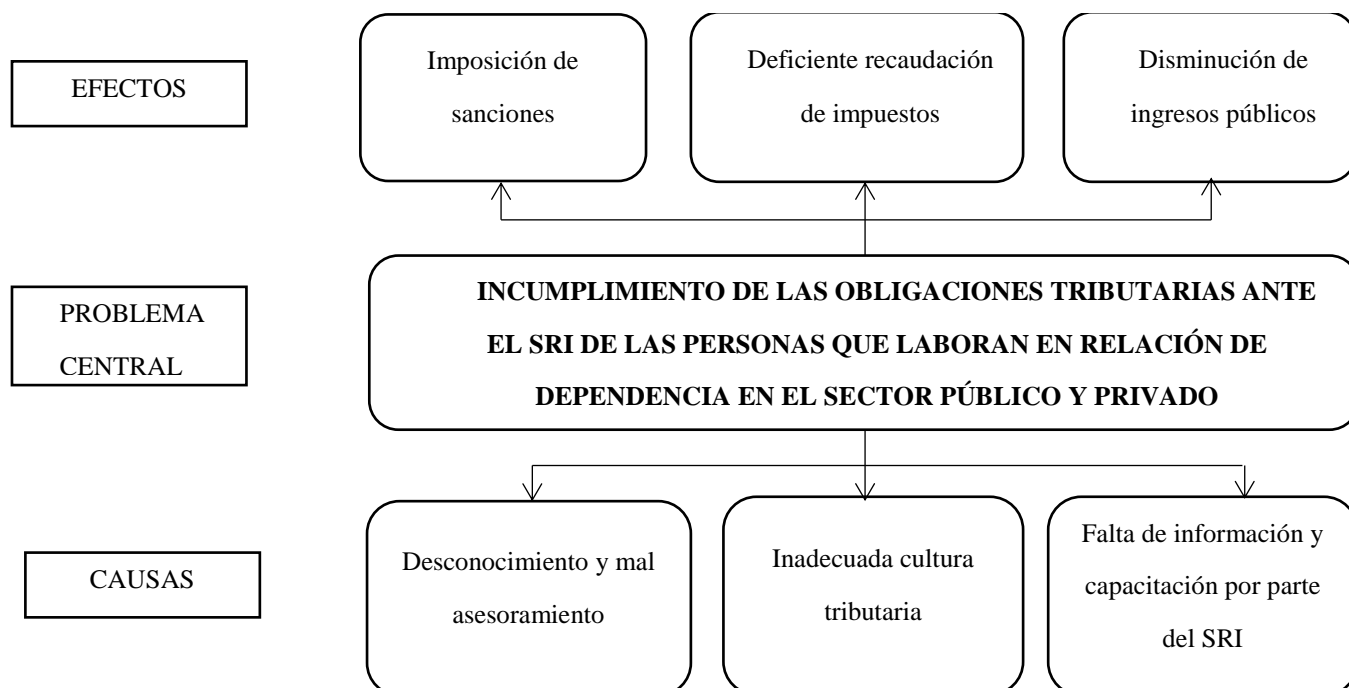 EFECTOS
Imposición de
sanciones
Deficiente recaudación
de impuestos
Disminución de
ingresos públicos
PROBLEMA
CENTRAL
INCUMPLIMIENTO DE LAS OBLIGACIONES TRIBUTARIAS ANTE
EL SRI DE LAS PERSONAS QUE LABORAN EN RELACIÓN DE
DEPENDENCIA EN EL SECTOR PÚBLICO Y PRIVADO
CAUSAS
Desconocimiento y mal
asesoramiento
Inadecuada cultura
tributaria
Falta de información y
capacitación por parte
del SRI